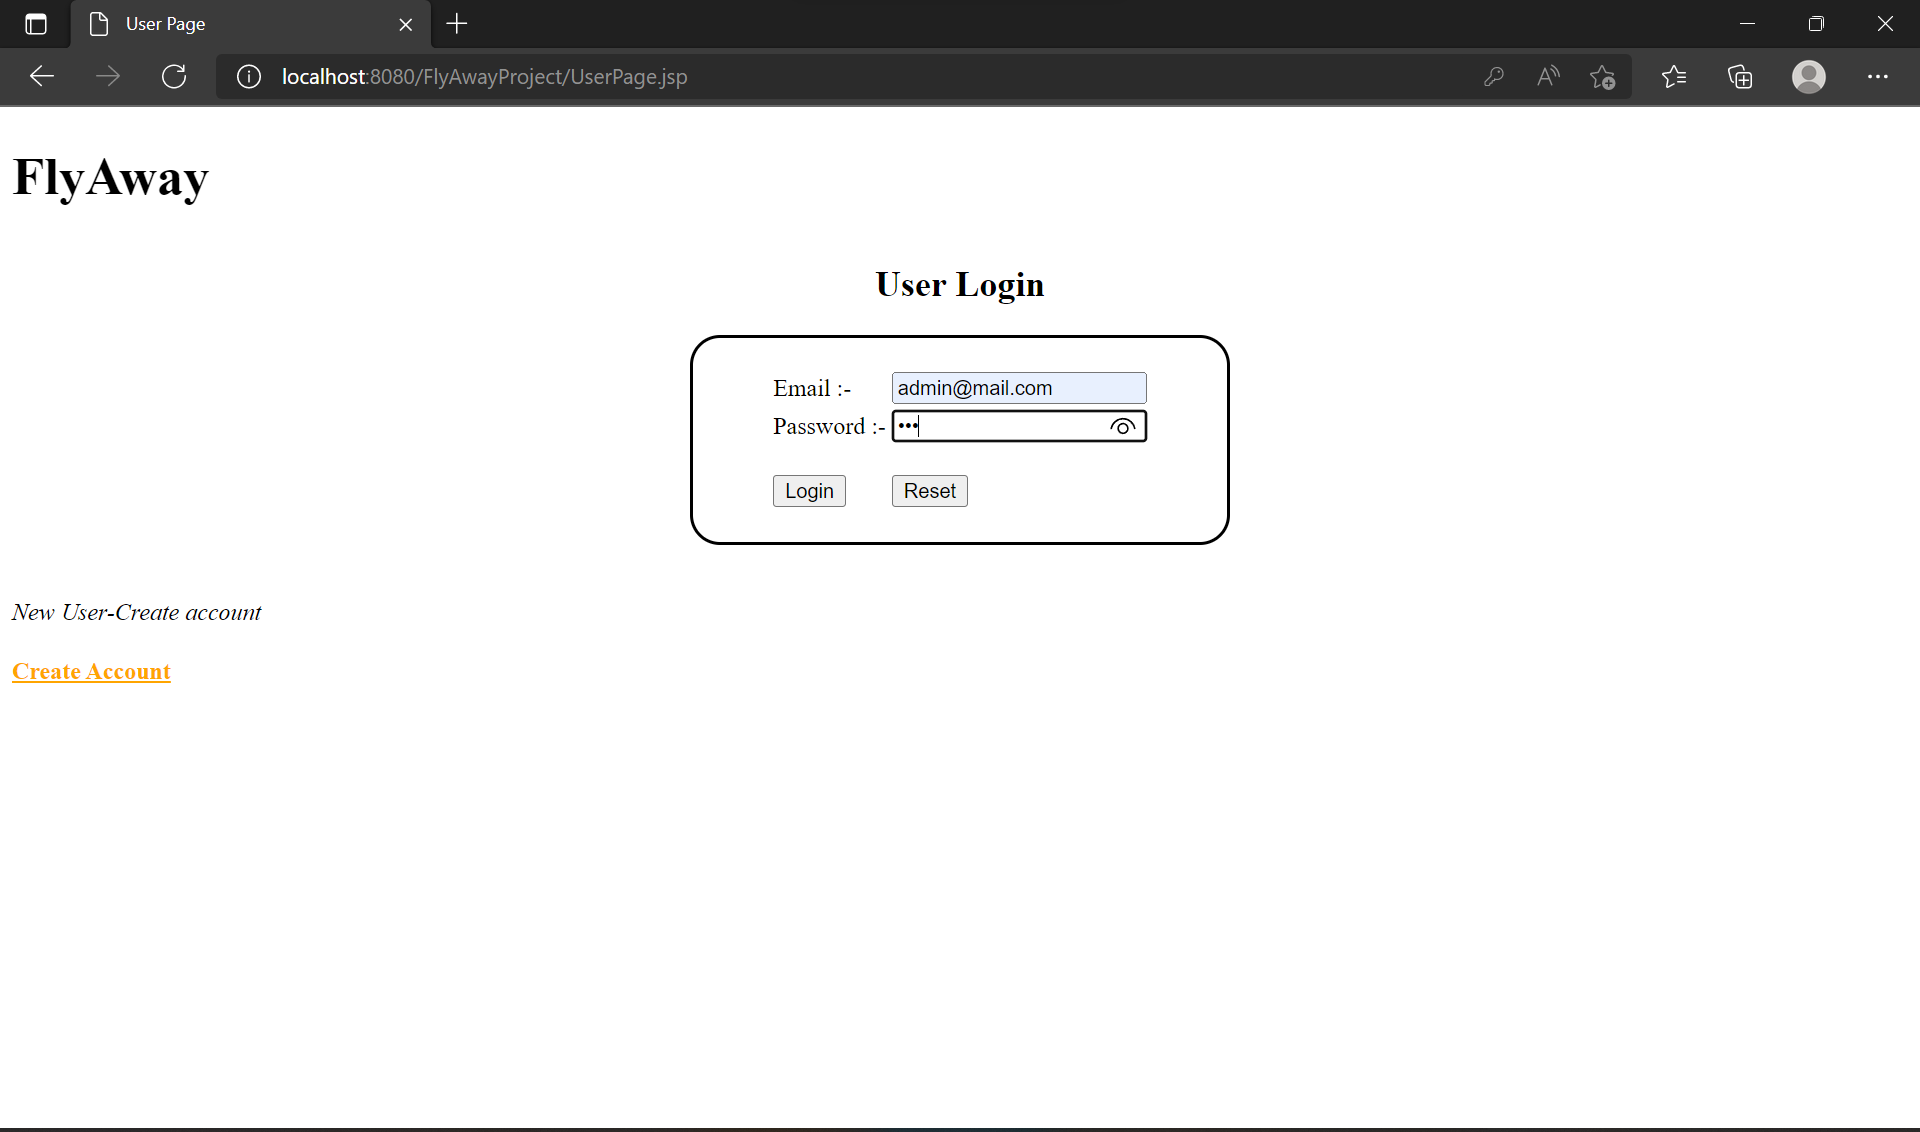 User Page
localhost:8080/FlyAwayProject/UserPage.jsp
FlyAway
User Login
Email :- admin@mail.com
Password :- •••
Login Reset
New User-Create account
Create Account